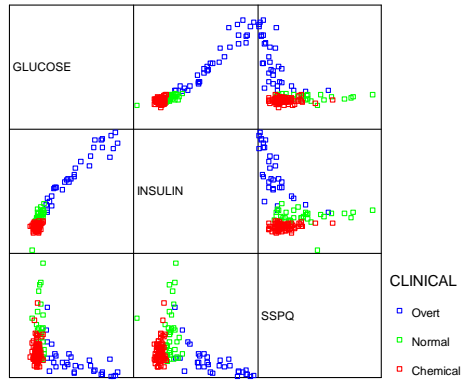 GLUCOSE
INSULIN
SSPQ
CLINICAL
Overt
Normal
Chemical